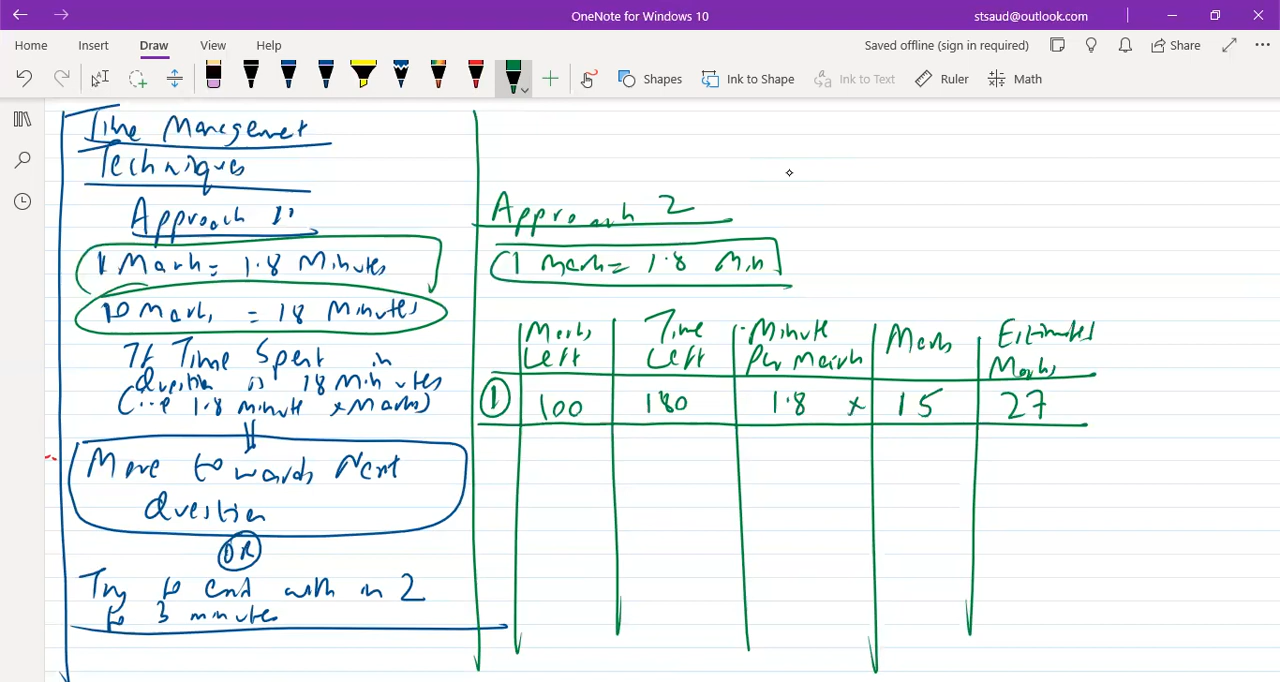 OneNote for Windows 10
stsaud@outlook.com
Home Insert Draw View Help
Saved offline (sign in required)
Share
Shapes
Ink to Shape
Ink to Text
Ruler
Math
Time Managemet
Techniques
Approach 1:
1 Mark = 1.8 Minutes
10 Marks = 18 Minutes
If Time Spent in
Question is 18 Minutes
(i.e 1.8 minute x Marks)
Move towards Next
Question
OR
Try to end with in 2
to 3 minutes
Approach 2
1 mark = 1.8 Min
Marks Left
Time Left
Minute Per Marah
Marks
Estimates Marks
1 100 180 1.8 x 15 27